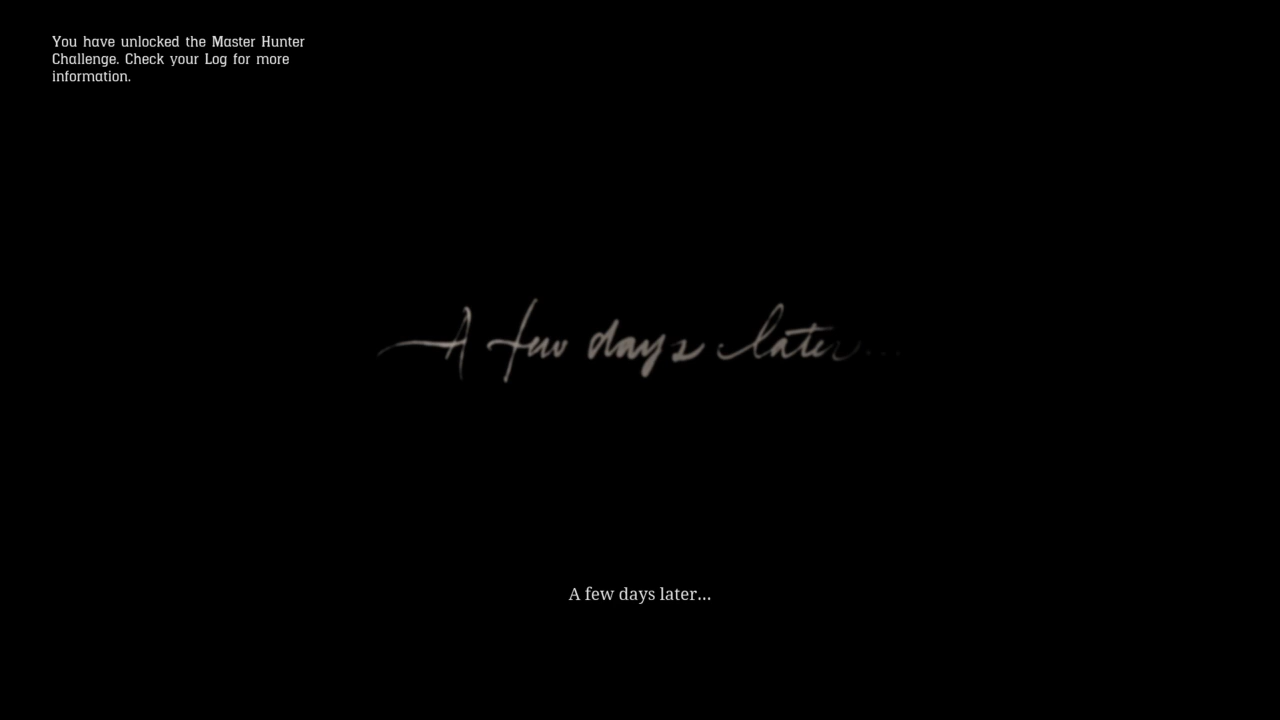 You have unlocked the Master Hunter
Challenge. Check your Log for more
information.
A few days later...
A few days later...